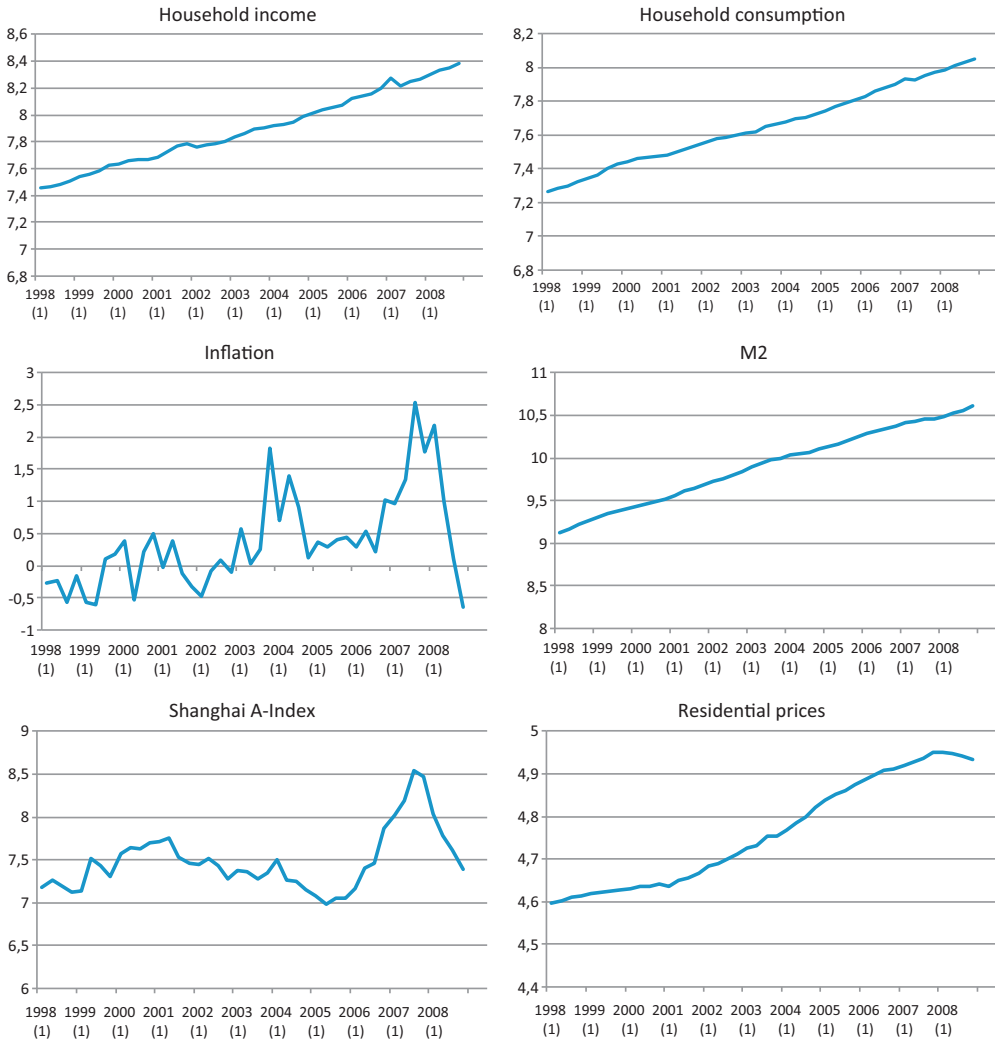 Household income
8,6
8,4
8,2
8
7,8
7,6
7,4
7,2
7
6,8
1998 1999 2000 2001 2002 2003 2004 2005 2006 2007 2008
(1) (1) (1) (1) (1) (1) (1) (1) (1) (1) (1)
Household consumption
8,2
8
7,8
7,6
7,4
7,2
7
6,8
1998 1999 2000 2001 2002 2003 2004 2005 2006 2007 2008
(1) (1) (1) (1) (1) (1) (1) (1) (1) (1) (1)
Inflation
3
2,5
2
1,5
1
0,5
0
-0,5
-1
1998 1999 2000 2001 2002 2003 2004 2005 2006 2007 2008
(1) (1) (1) (1) (1) (1) (1) (1) (1) (1) (1)
M2
11
10,5
10
9,5
9
8,5
8
1998 1999 2000 2001 2002 2003 2004 2005 2006 2007 2008
(1) (1) (1) (1) (1) (1) (1) (1) (1) (1) (1)
Shanghai A-Index
9
8,5
8
7,5
7
6,5
6
1998 1999 2000 2001 2002 2003 2004 2005 2006 2007 2008
(1) (1) (1) (1) (1) (1) (1) (1) (1) (1) (1)
Residential prices
5
4,9
4,8
4,7
4,6
4,5
4,4
1998 1999 2000 2001 2002 2003 2004 2005 2006 2007 2008
(1) (1) (1) (1) (1) (1) (1) (1) (1) (1) (1)